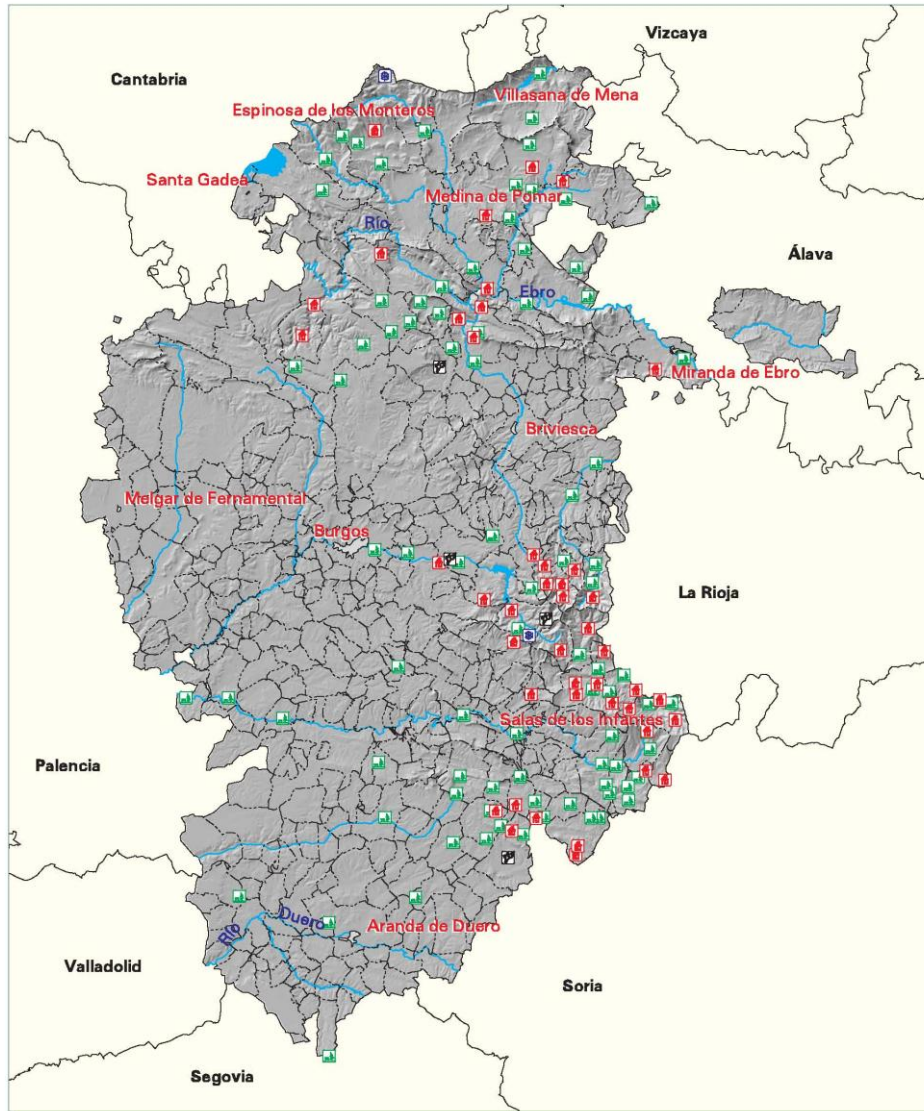 Vizcaya
Cantabria
Villasana de Mena
Espinosa de los Monteros
Santa Gadea
Medina de Pomar
Río
Álava
Ebro
Miranda de Ebro
Briviesca
Melgar de Fernamental
Burgos
La Rioja
Salas de los Infantes
Palencia
Duero
Río
Aranda de Duero
Valladolid
Soria
Segovia